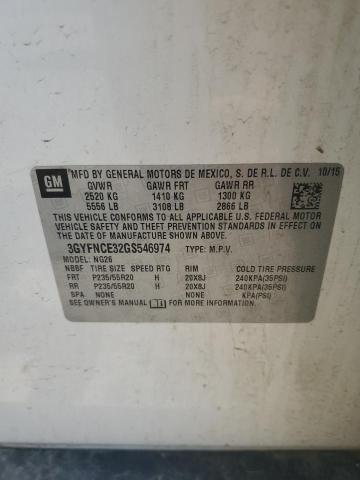 GM
MFD BY GENERAL MOTORS DE MEXICO, S. DE R.L. DE C.V. 10/15
GVWR GAWR FRT GAWR RR
2520 KG 1410 KG 1300 KG
5556 LB 3108 LB 2866 LB
THIS VEHICLE CONFORMS TO ALL APPLICABLE U.S.
FEDERAL MOTOR VEHICLE SAFETY, BUMPER, AND THEFT
PREVENTION STANDARDS IN EFFECT ON THE
DATE OF MANUFACTURE SHOWN ABOVE.
3GYFNCE32GS546974 TYPE: M.P.V.
MODEL: NG26
NBBF TIRE SIZE SPEED RTG RIM COLD TIRE PRESSURE
FRT P235/55R20 H 20X8J 240KPA(35PSI)
RR P235/55R20 H 20X8J 240KPA(35PSI)
SPA NONE - NONE - KPA(PSI)
SEE OWNER'S MANUAL FOR ADDITIONAL INFORMATION.